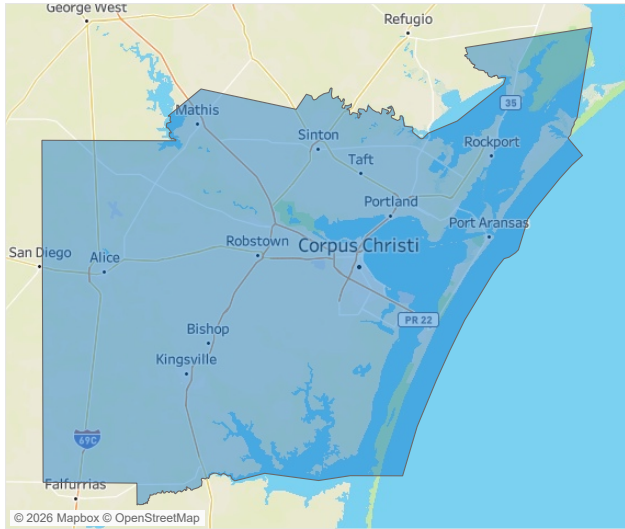 George West
Refugio
Mathis
35
Sinton
Rockport
Taft
Portland
Port Aransas
Robstown
Corpus Christi
San Diego
Alice
PR 22
Bishop
Kingsville
69C
Falfurrias
© 2026 Mapbox © OpenStreetMap